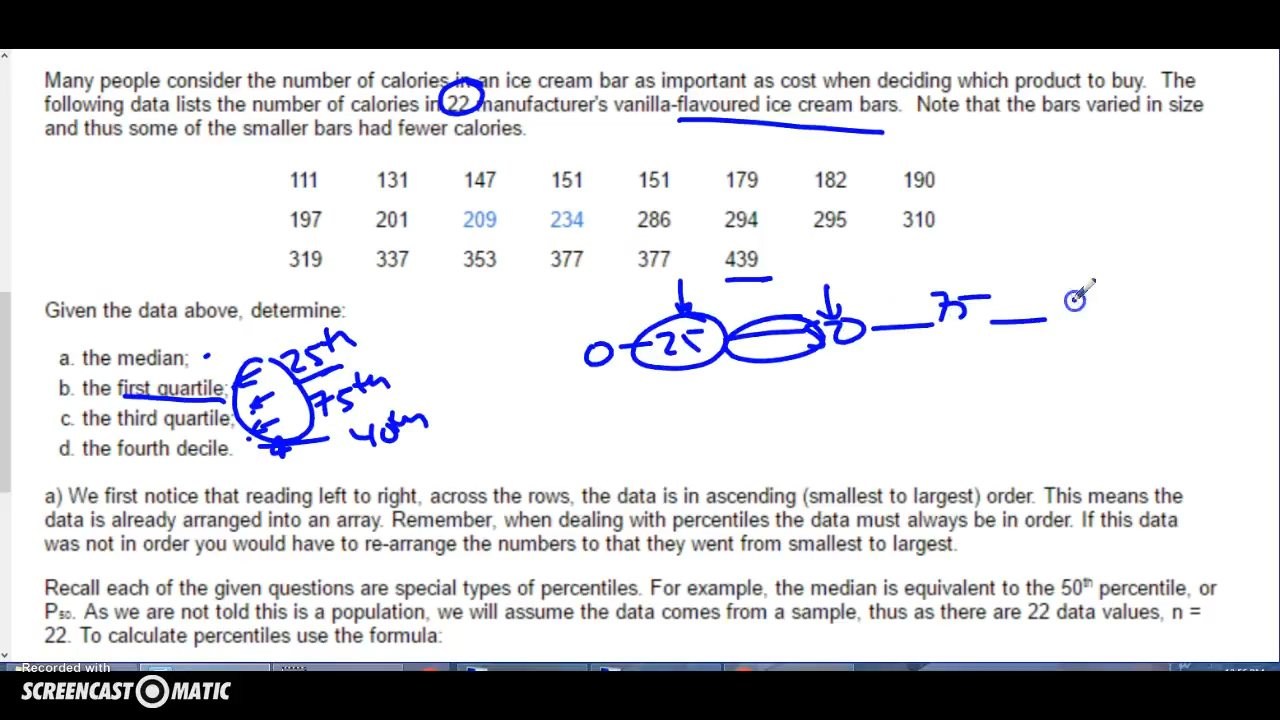 Many people consider the number of calories in an ice cream bar as important as cost when deciding which product to buy. The
following data lists the number of calories in 22 manufacturer's vanilla-flavoured ice cream bars. Note that the bars varied in size
and thus some of the smaller bars had fewer calories.
111 131 147 151 151 179 182 190
197 201 209 234 286 294 295 310
319 337 353 377 377 439
Given the data above, determine:
0 25 50 75
a. the median;
25th
b. the first quartile;
75th
c. the third quartile;
40th
d. the fourth decile.
a) We first notice that reading left to right, across the rows, the data is in ascending (smallest to largest) order. This means the
data is already arranged into an array. Remember, when dealing with percentiles the data must always be in order. If this data
was not in order you would have to re-arrange the numbers to that they went from smallest to largest.
Recall each of the given questions are special types of percentiles. For example, the median is equivalent to the 50th percentile, or
P50. As we are not told this is a population, we will assume the data comes from a sample, thus as there are 22 data values, n =
22. To calculate percentiles use the formula:
Recorded with
SCREENCAST-O-MATIC